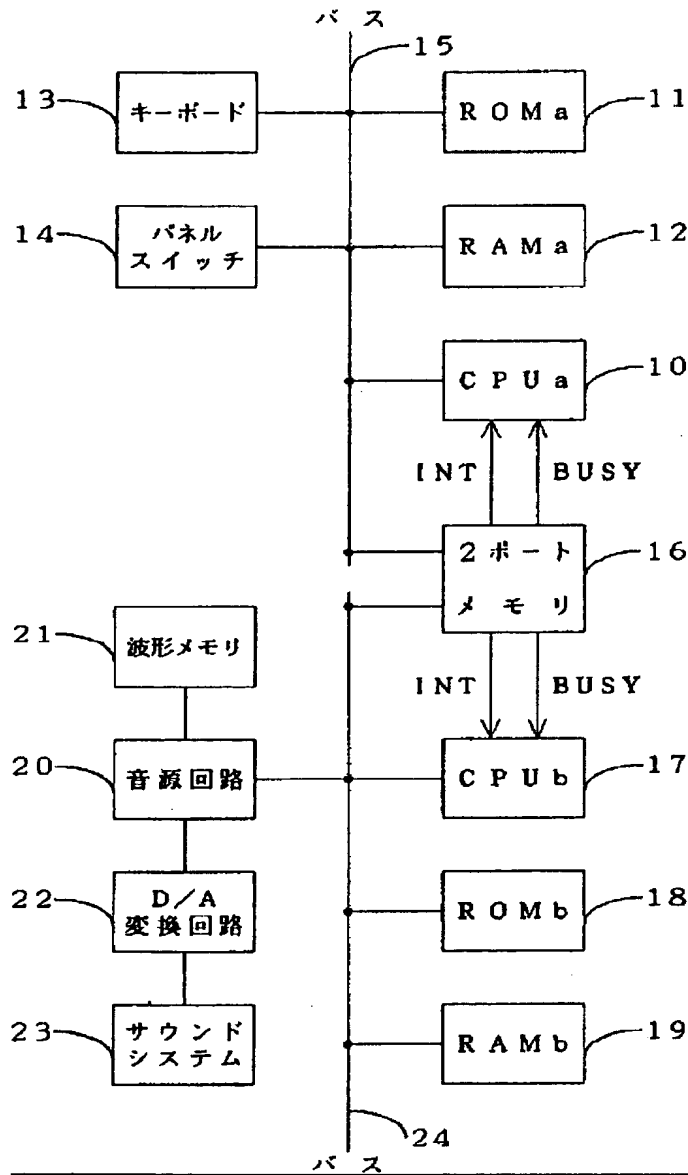 バス
15
13
キーボード
ROMa
11
14
パネル
スイッチ
RAMa
12
CPUa
10
INT
BUSY
2ポート
メモリ
16
21
波形メモリ
INT
BUSY
20
音源回路
CPUb
17
22
D/A
変換回路
ROMb
18
23
サウンド
システム
RAMb
19
24
バス